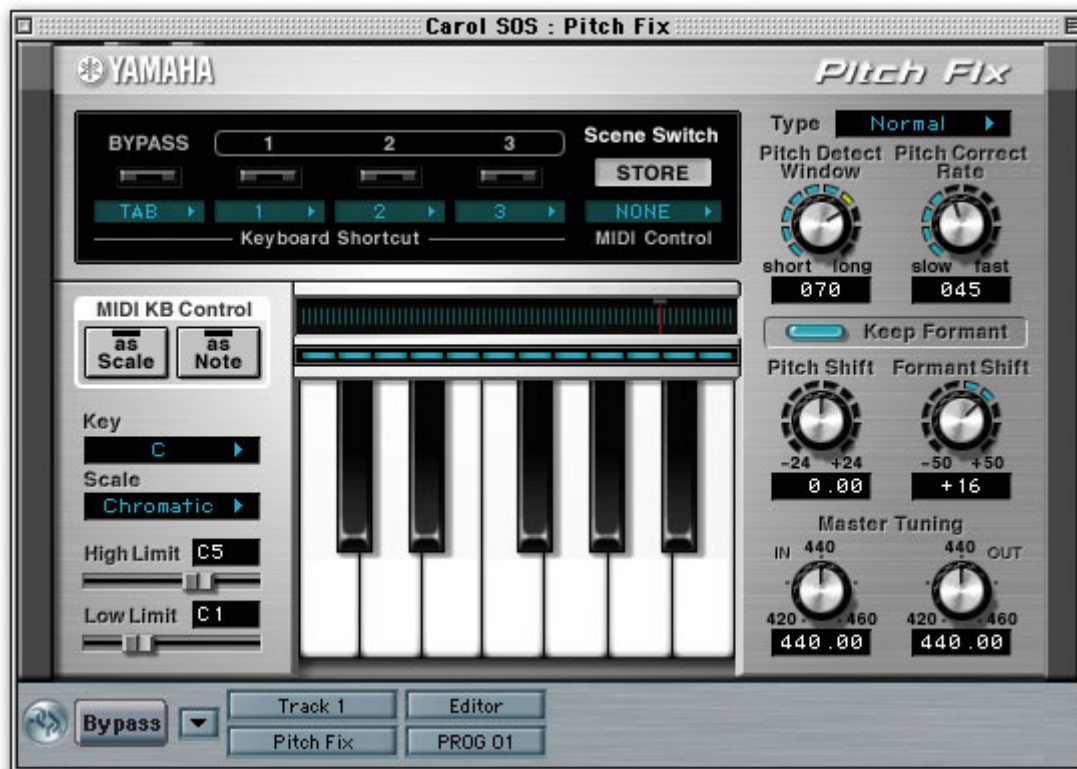 Carol SOS : Pitch Fix
YAMAHA
Pitch Fix
BYPASS 1 2 3 Scene Switch
STORE
TAB 1 2 3 NONE
Keyboard Shortcut MIDI Control
Type Normal
Pitch Detect Window Pitch Correct Rate
short long slow fast
070 045
Keep Formant
Pitch Shift Formant Shift
-24 +24 -50 +50
0.00 +16
Master Tuning
IN 440 440 OUT
420 460 420 460
440.00 440.00
MIDI KB Control
as Scale as Note
Key
C
Scale
Chromatic
High Limit C5
Low Limit C1
Bypass Track 1 Editor
Pitch Fix PROG 01